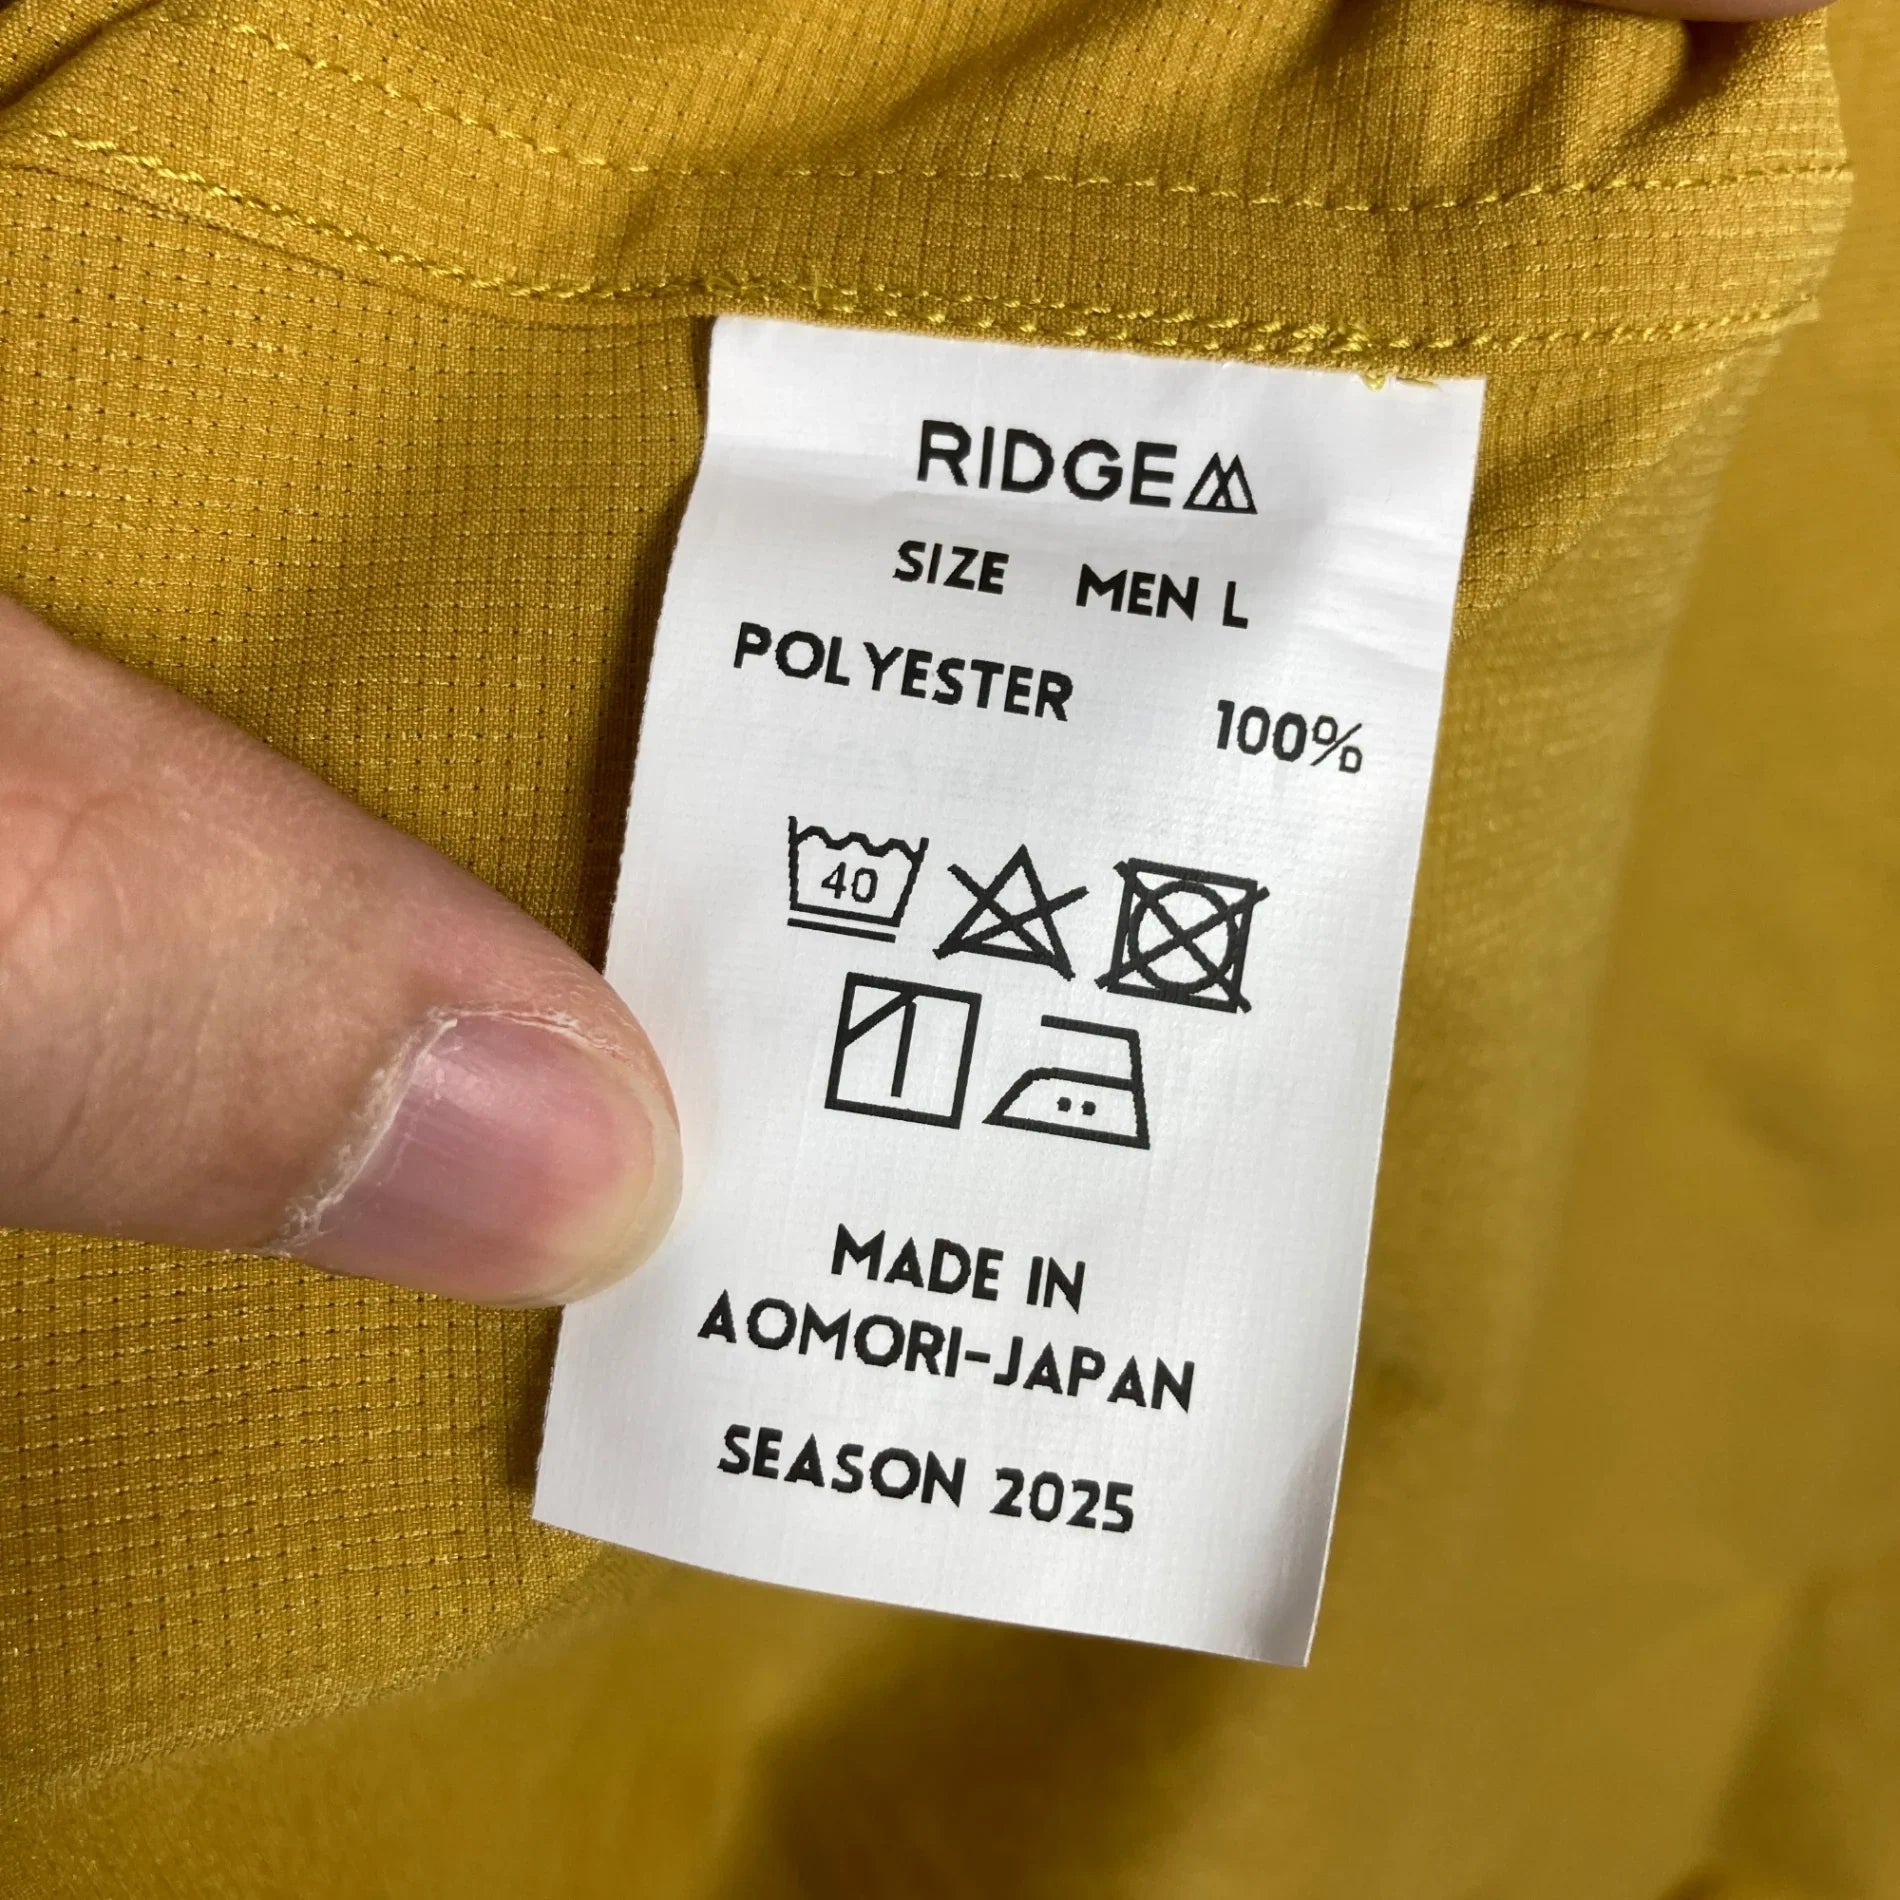 RIDGE
SIZE MEN L
POLYESTER 100%
40
MADE IN
AOMORI-JAPAN
SEASON 2025